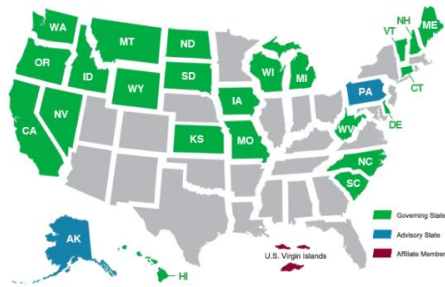 WA
MT
ND
VT
NH
ME
OR
ID
SD
WI
MI
WY
CT
IA
PA
NV
CA
DE
KS
MO
WV
NC
SC
Governing State
Advisory State
Affiliate Member
AK
HI
U.S. Virgin Islands